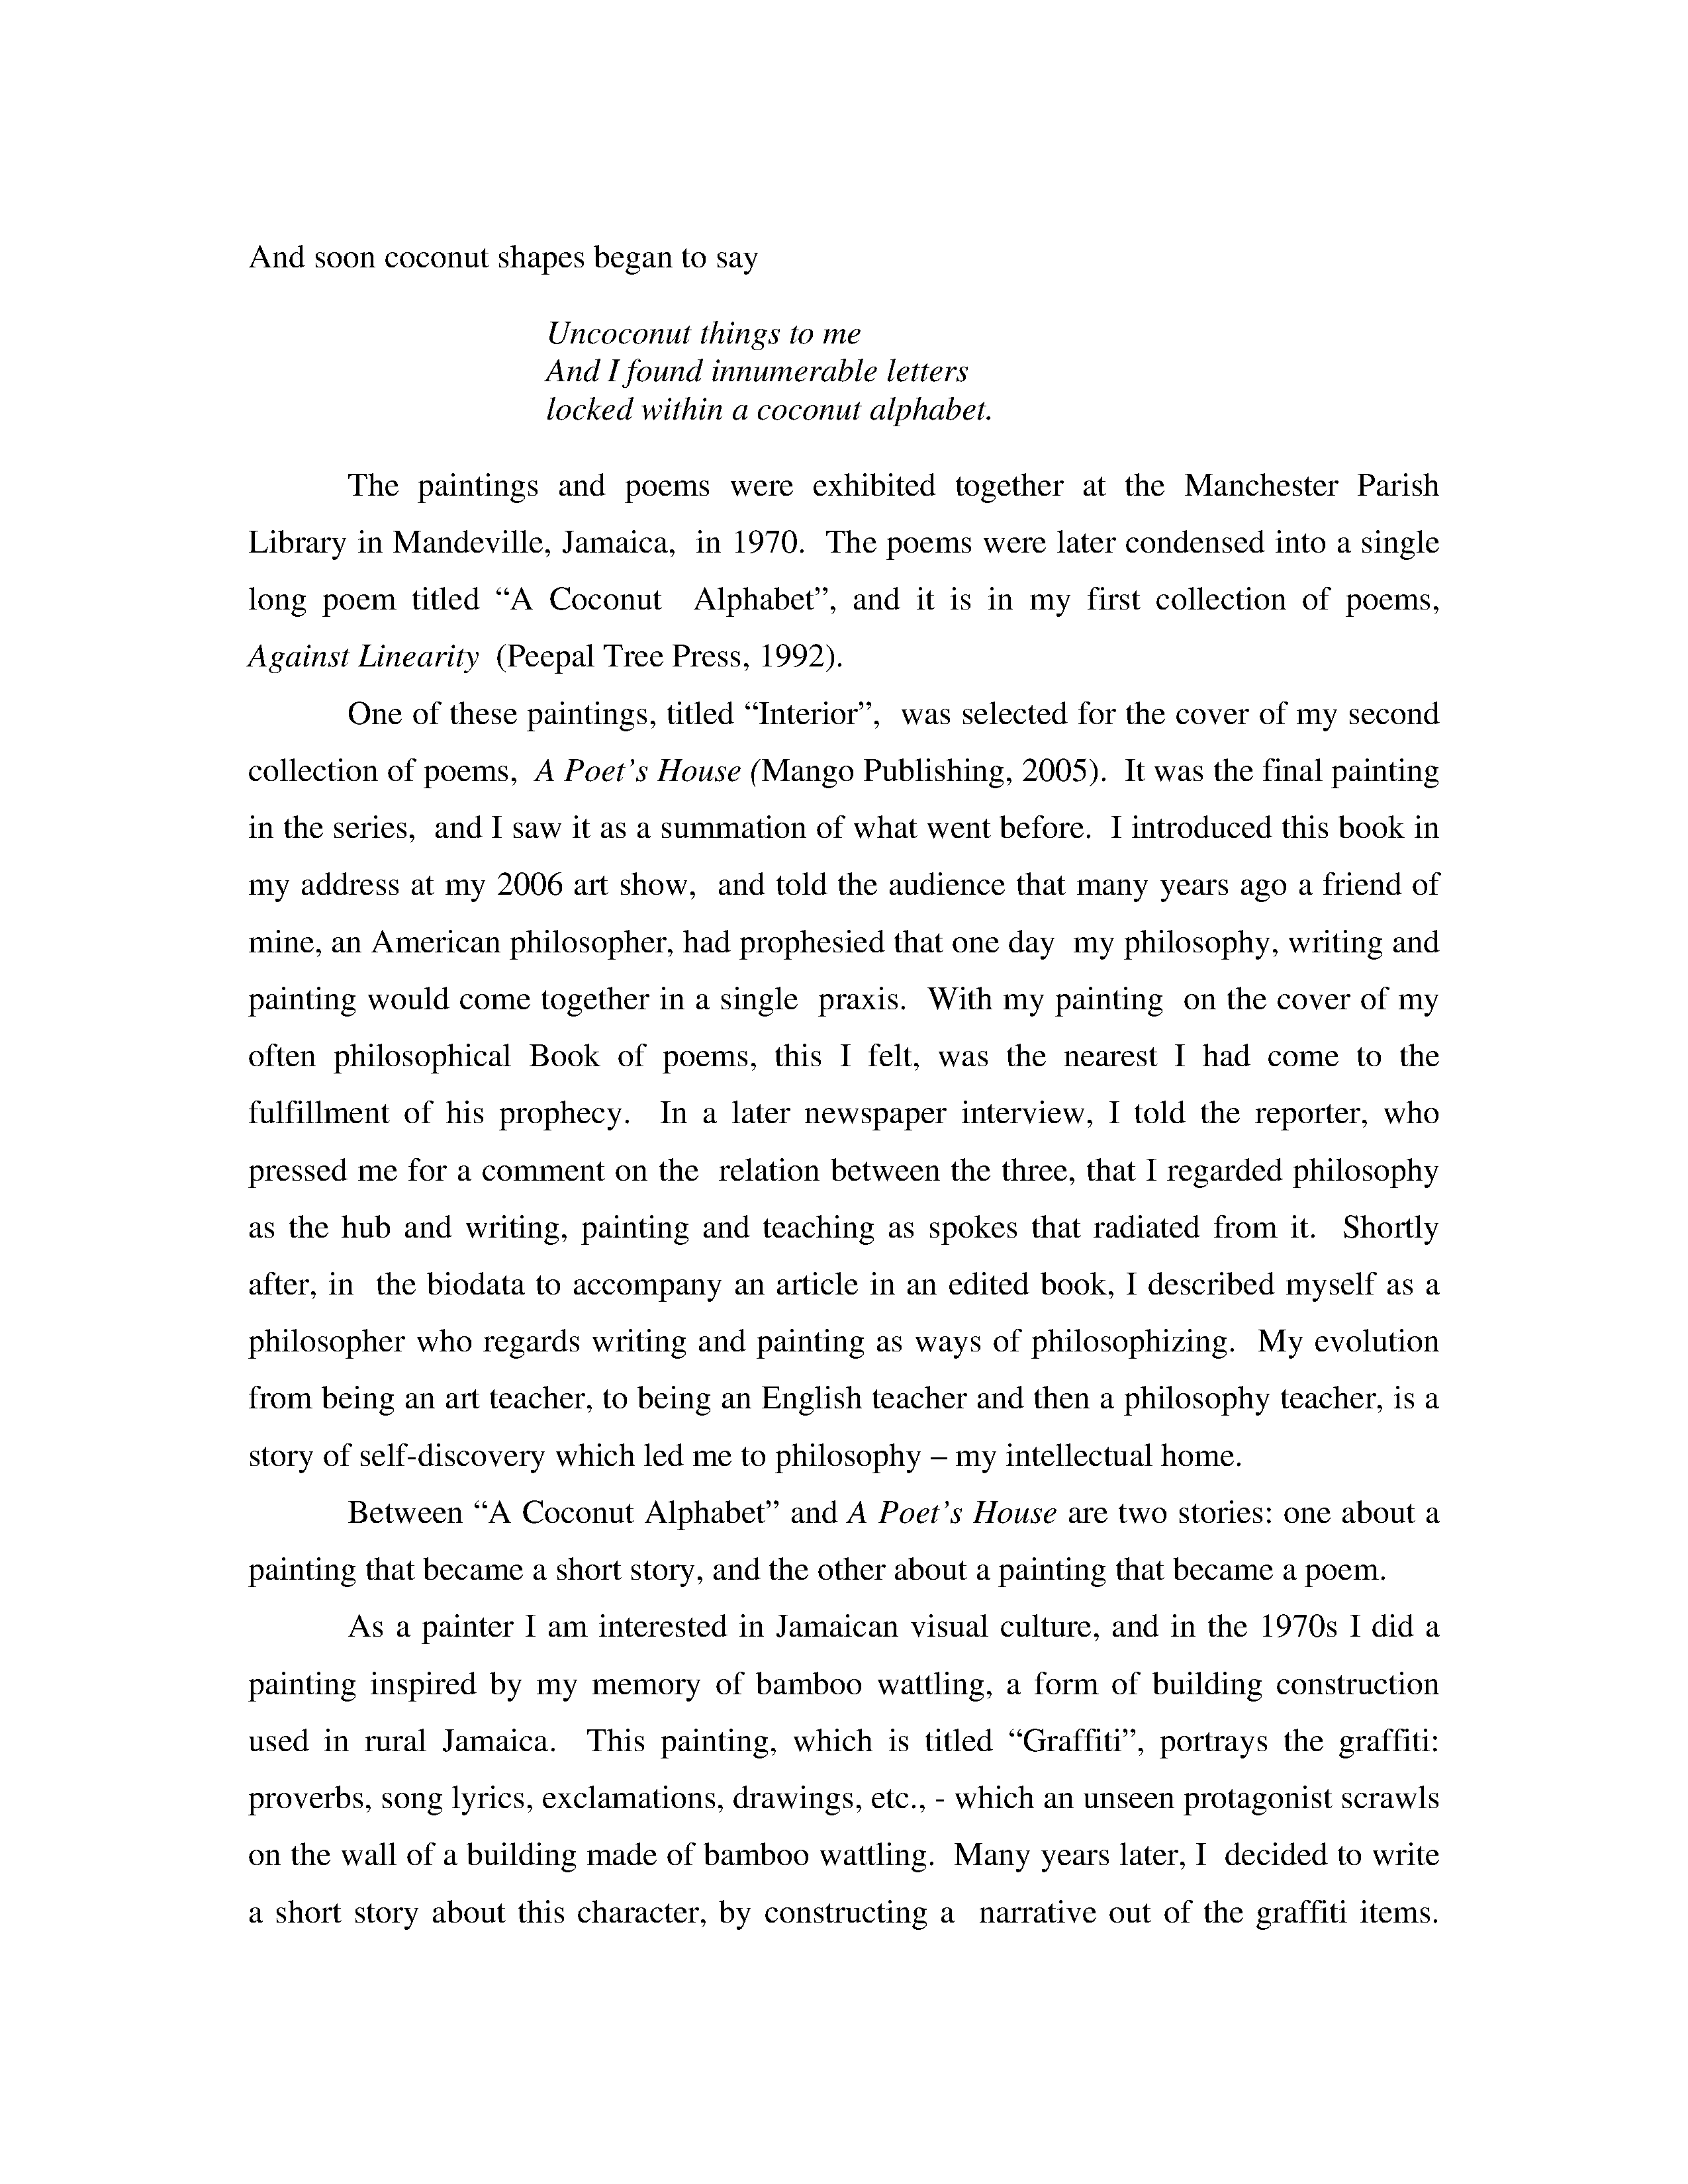 And soon coconut shapes began to say
Uncoconut things to me
And I found innumerable letters
locked within a coconut alphabet.
The paintings and poems were exhibited together at the Manchester Parish
Library in Mandeville, Jamaica,  in 1970.  The poems were later condensed into a single
long poem titled “A Coconut  Alphabet”, and it is in my first collection of poems,
Against Linearity  (Peepal Tree Press, 1992).
One of these paintings, titled “Interior”,  was selected for the cover of my second
collection of poems,  A Poet’s House (Mango Publishing, 2005).  It was the final painting
in the series,  and I saw it as a summation of what went before.  I introduced this book in
my address at my 2006 art show,  and told the audience that many years ago a friend of
mine, an American philosopher, had prophesied that one day  my philosophy, writing and
painting would come together in a single  praxis.  With my painting  on the cover of my
often philosophical Book of poems, this I felt, was the nearest I had come to the
fulfillment of his prophecy.  In a later newspaper interview, I told the reporter, who
pressed me for a comment on the  relation between the three, that I regarded philosophy
as the hub and writing, painting and teaching as spokes that radiated from it.  Shortly
after, in  the biodata to accompany an article in an edited book, I described myself as a
philosopher who regards writing and painting as ways of philosophizing.  My evolution
from being an art teacher, to being an English teacher and then a philosophy teacher, is a
story of self-discovery which led me to philosophy – my intellectual home.
Between “A Coconut Alphabet” and A Poet’s House are two stories: one about a
painting that became a short story, and the other about a painting that became a poem.
As a painter I am interested in Jamaican visual culture, and in the 1970s I did a
painting inspired by my memory of bamboo wattling, a form of building construction
used in rural Jamaica.  This painting, which is titled “Graffiti”, portrays the graffiti:
proverbs, song lyrics, exclamations, drawings, etc., - which an unseen protagonist scrawls
on the wall of a building made of bamboo wattling.  Many years later, I  decided to write
a short story about this character, by constructing a  narrative out of the graffiti items.